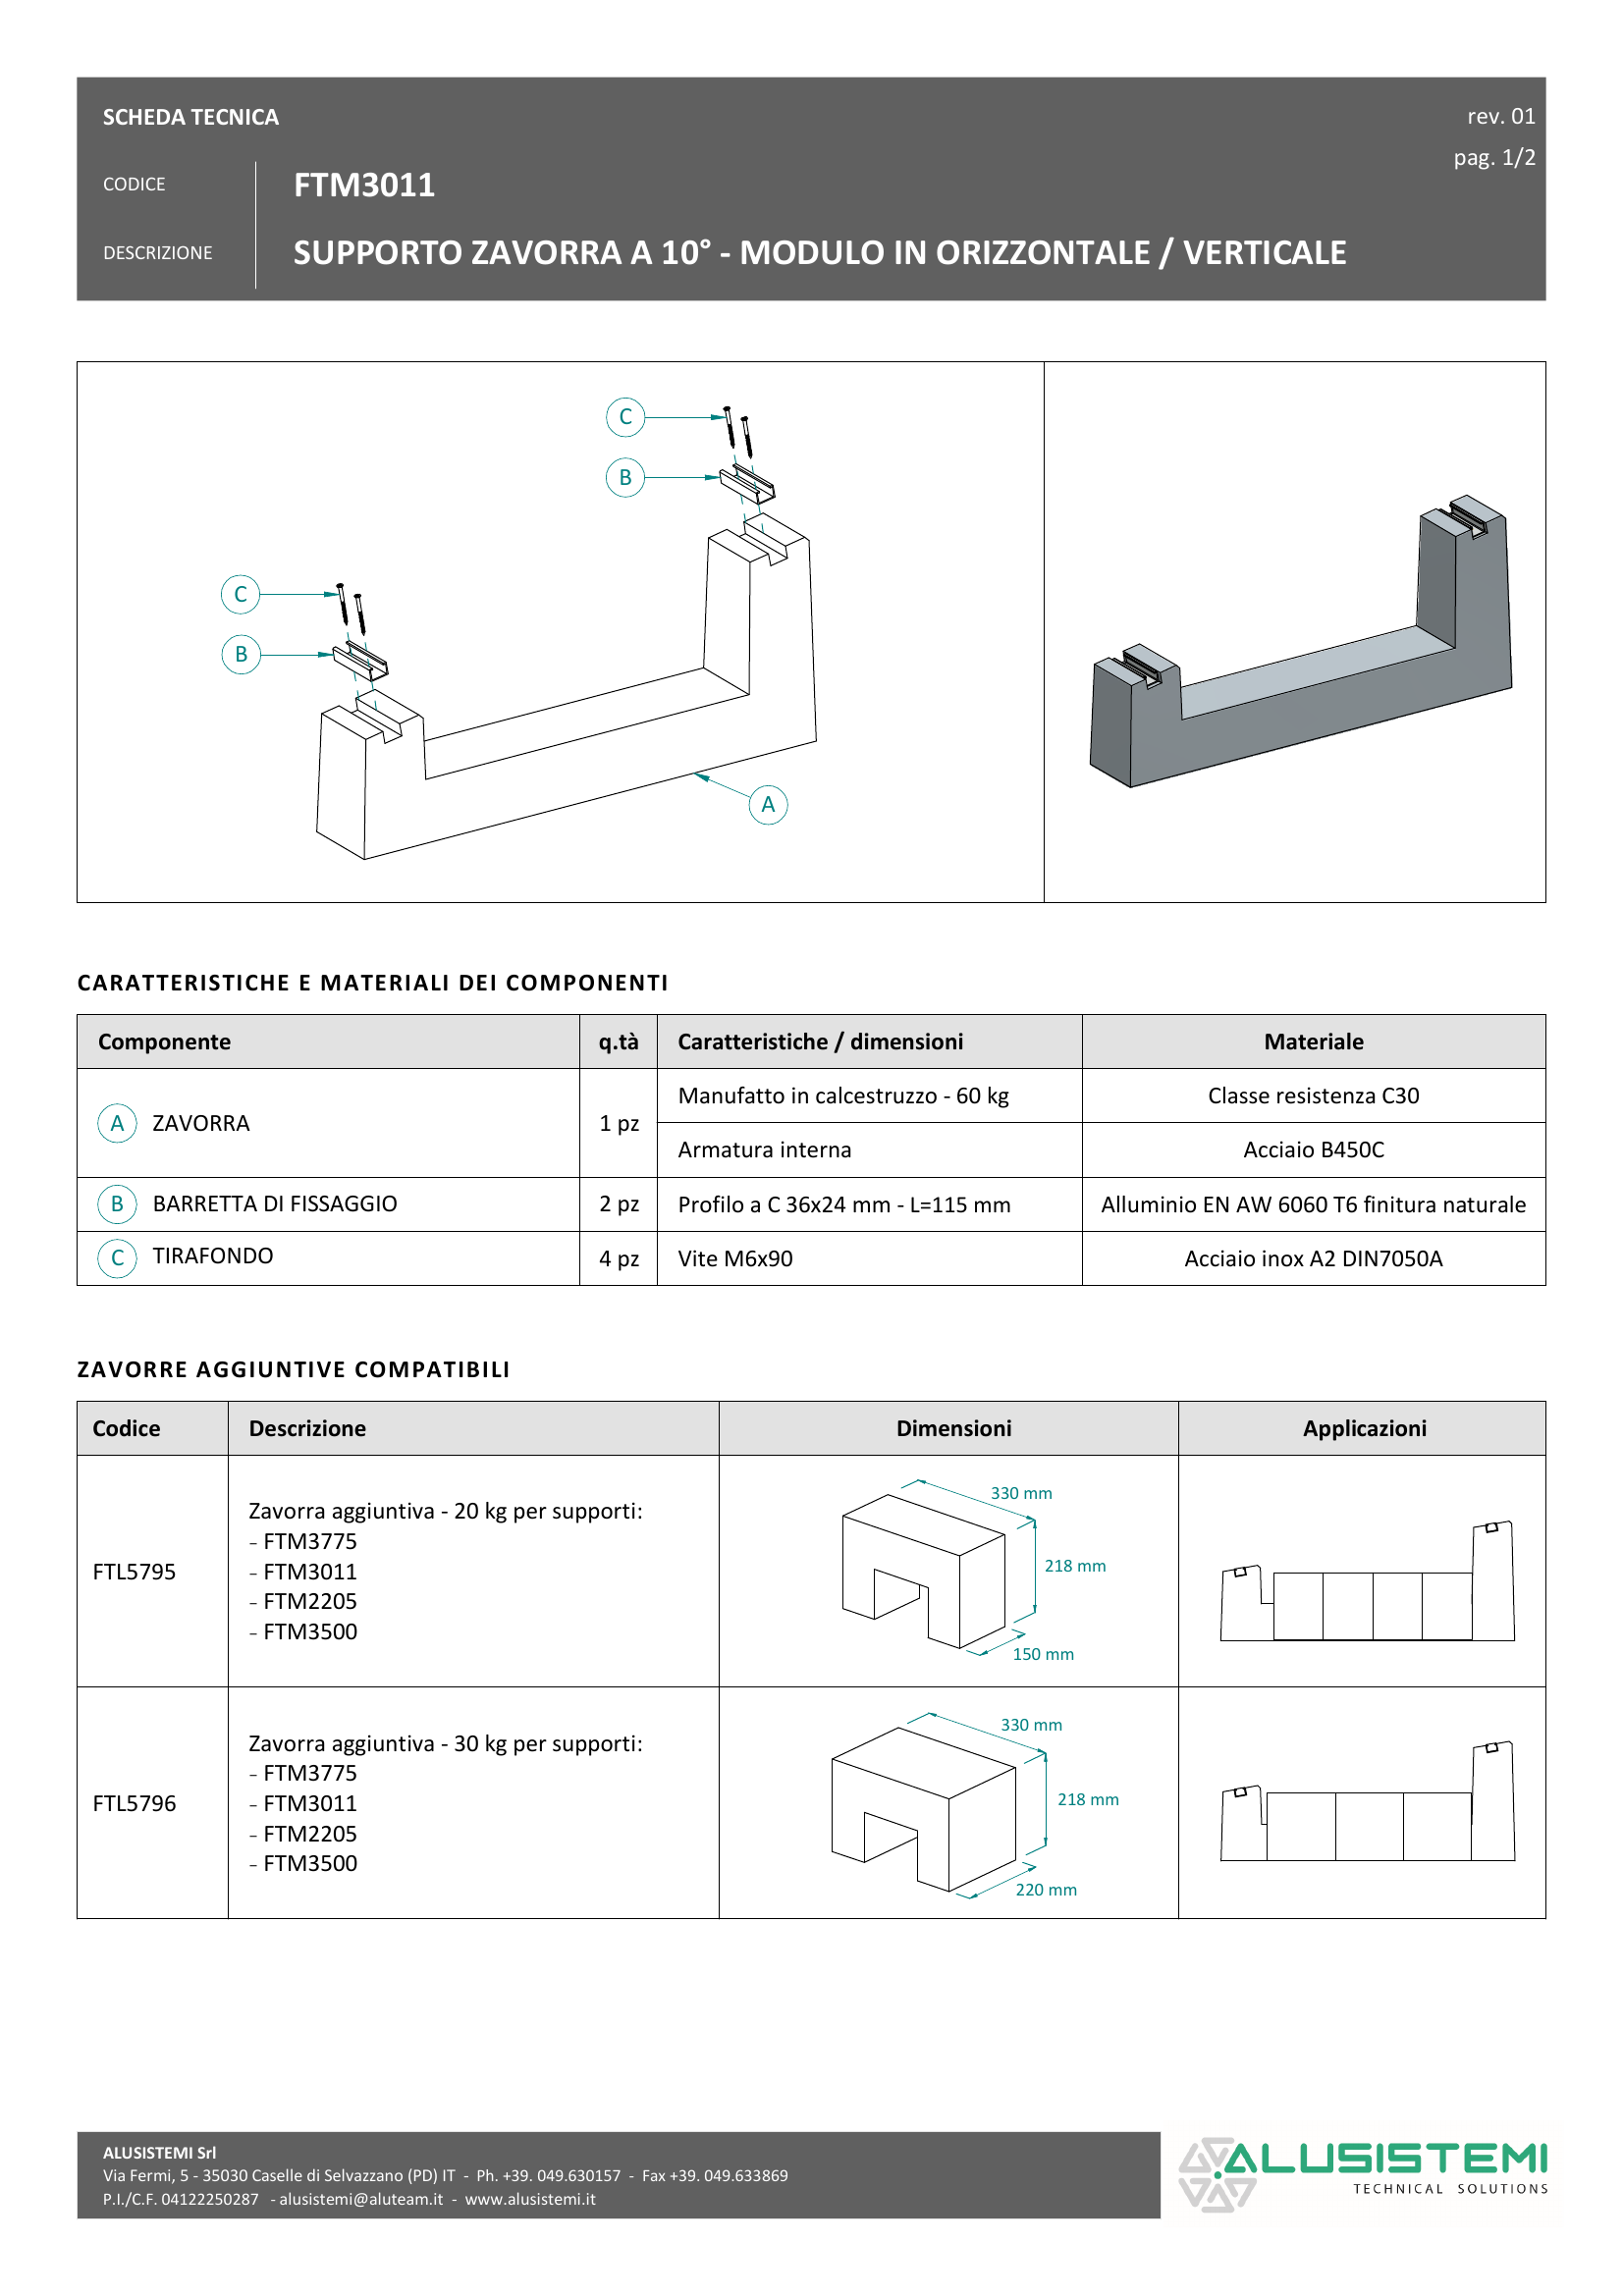 SCHEDA TECNICA
rev. 01
pag. 1/2
CODICE
FTM3011
DESCRIZIONE
SUPPORTO ZAVORRA A 10° - MODULO IN ORIZZONTALE / VERTICALE
C
B
C
B
A
CARATTERISTICHE E MATERIALI DEI COMPONENTI
Componente q.tà Caratteristiche / dimensioni Materiale
A ZAVORRA 1 pz Manufatto in calcestruzzo - 60 kg Classe resistenza C30
Armatura interna Acciaio B450C
B BARRETTA DI FISSAGGIO 2 pz Profilo a C 36x24 mm - L=115 mm Alluminio EN AW 6060 T6 finitura naturale
C TIRAFONDO 4 pz Vite M6x90 Acciaio inox A2 DIN7050A
ZAVORRE AGGIUNTIVE COMPATIBILI
Codice Descrizione Dimensioni Applicazioni
FTL5795
Zavorra aggiuntiva - 20 kg per supporti:
- FTM3775
- FTM3011
- FTM2205
- FTM3500
330 mm
218 mm
150 mm
FTL5796
Zavorra aggiuntiva - 30 kg per supporti:
- FTM3775
- FTM3011
- FTM2205
- FTM3500
330 mm
218 mm
220 mm
ALUSISTEMI Srl
Via Fermi, 5 - 35030 Caselle di Selvazzano (PD) IT - Ph. +39. 049.630157 - Fax +39. 049.633869
P.I./C.F. 04122250287 - alusistemi@aluteam.it - www.alusistemi.it
ALUSISTEMI
TECHNICAL SOLUTIONS